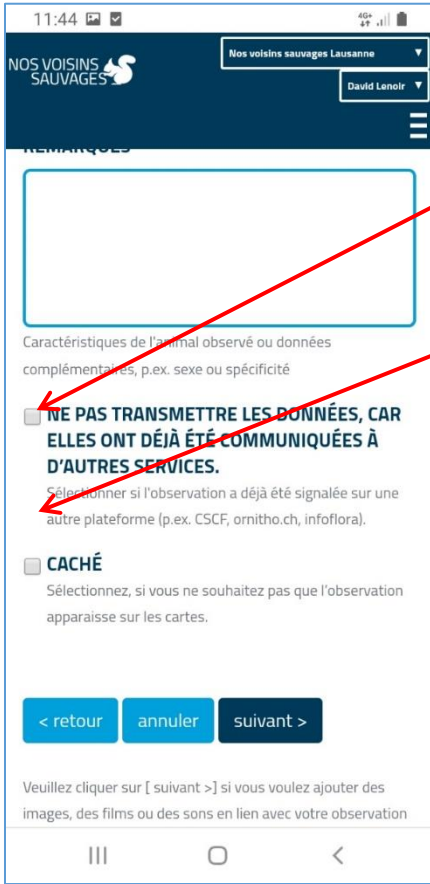 11:44
4G+
Nos voisins sauvages Lausanne
NOS VOISINS
SAUVAGES
David Lenoir
REMARQUES
Caractéristiques de l'animal observé ou données
complémentaires, p.ex. sexe ou spécificité
NE PAS TRANSMETTRE LES DONNÉES, CAR
ELLES ONT DÉJÀ ÉTÉ COMMUNIQUÉES À
D'AUTRES SERVICES.
Sélectionner si l'observation a déjà été signalée sur une
autre plateforme (p.ex. CSCF, ornitho.ch, infoflora).
CACHÉ
Sélectionnez, si vous ne souhaitez pas que l'observation
apparaisse sur les cartes.
< retour annuler suivant >
Veuillez cliquer sur [ suivant >] si vous voulez ajouter des
images, des films ou des sons en lien avec votre observation